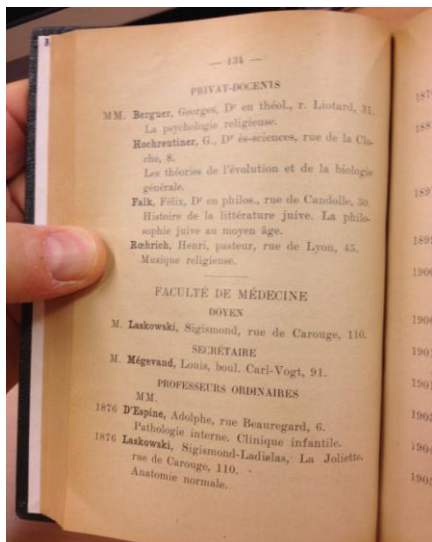 — 134 —
PRIVAT-DOCENTS
MM. Berguer, Georges, Dr en théol., r. Liotard, 31.
La psychologie religieuse.
Hochreutiner, G., Dr ès-sciences, rue de la Clo-
che, 8.
Les théories de l'évolution et de la biologie
générale.
Falk, Félix, Dr en philos., rue de Candolle, 30.
Histoire de la littérature juive. La philo-
sophie juive au moyen âge.
Rœhrich, Henri, pasteur, rue de Lyon, 45.
Musique religieuse.
FACULTÉ DE MÉDECINE
DOYEN
M. Laskowski, Sigismond, rue de Carouge, 110.
SECRÉTAIRE
M. Mégevand, Louis, boul. Carl-Vogt, 91.
PROFESSEURS ORDINAIRES
MM.
1876 D'Espine, Adolphe, rue Beauregard, 6.
Pathologie interne. Clinique infantile.
1876 Laskowski, Sigismond-Ladislas, La Joliette.
rue de Carouge, 110.
Anatomie normale.
1900